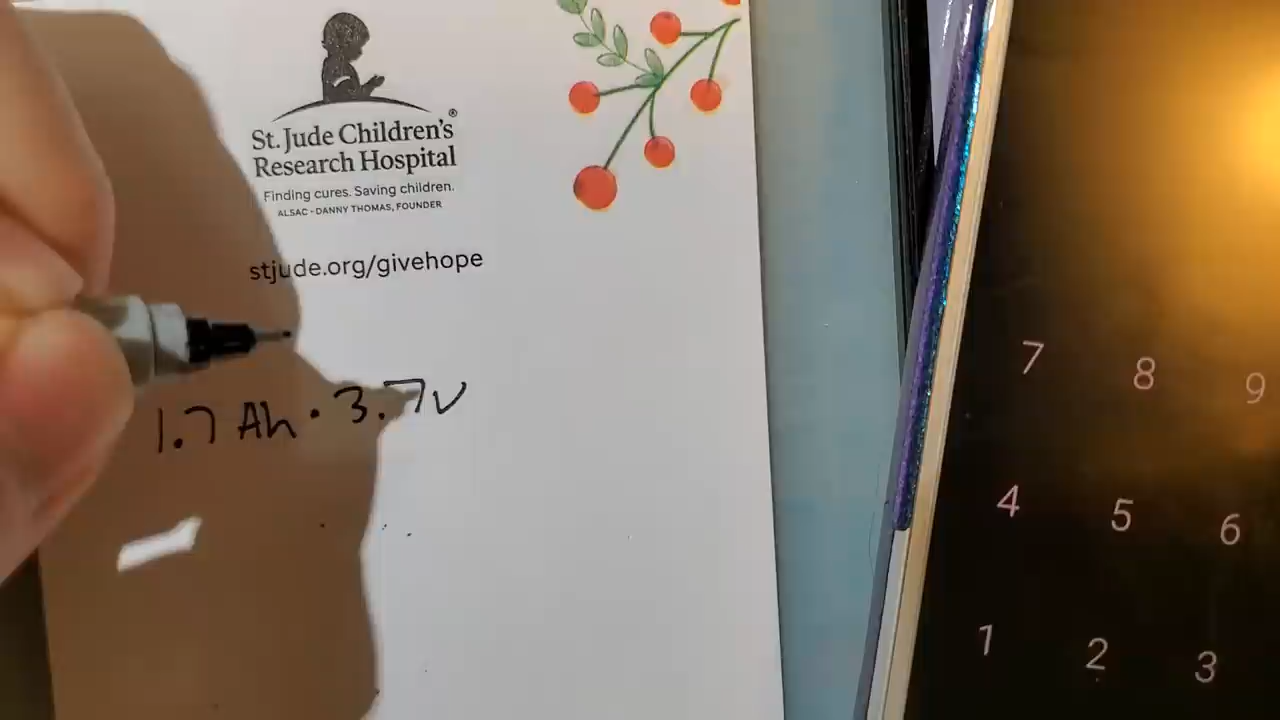 St. Jude Children's®
Research Hospital
Finding cures. Saving children.
ALSAC - DANNY THOMAS, FOUNDER
stjude.org/givehope
1.7 Ah · 3.7v
7 8 9
4 5 6
1 2 3